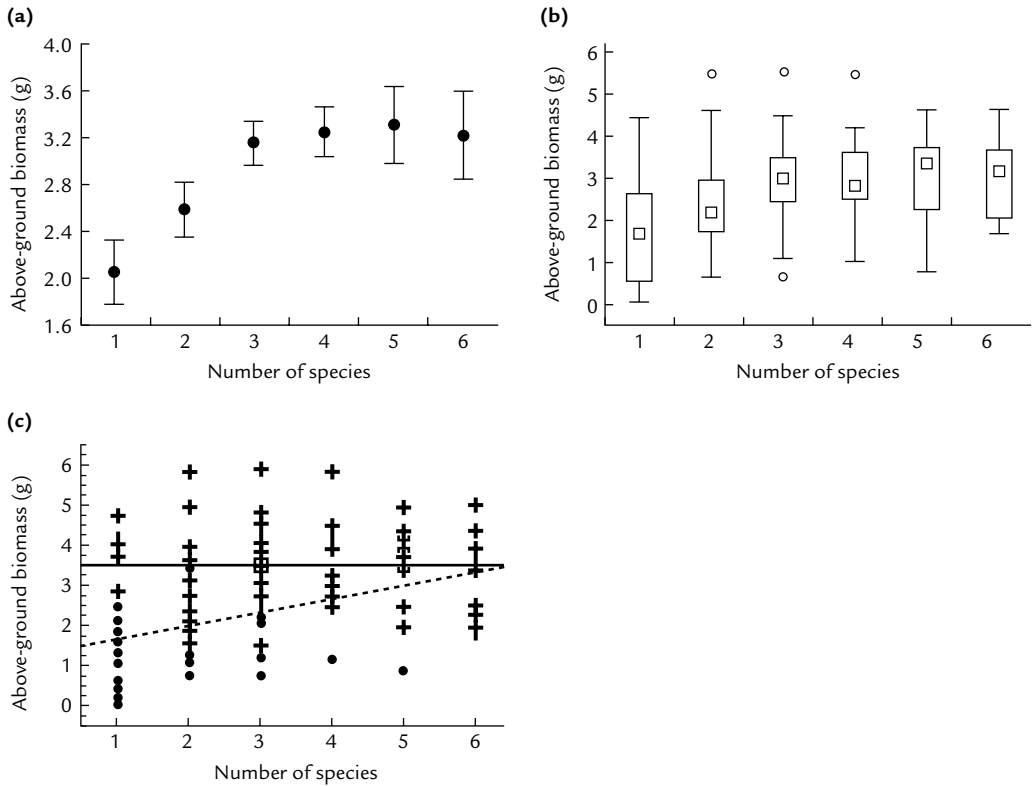 (a)
Above-ground biomass (g)
4.0
3.6
3.2
2.8
2.4
2.0
1.6
1 2 3 4 5 6
Number of species
(b)
Above-ground biomass (g)
6
5
4
3
2
1
0
1 2 3 4 5 6
Number of species
(c)
Above-ground biomass (g)
6
5
4
3
2
1
0
1 2 3 4 5 6
Number of species